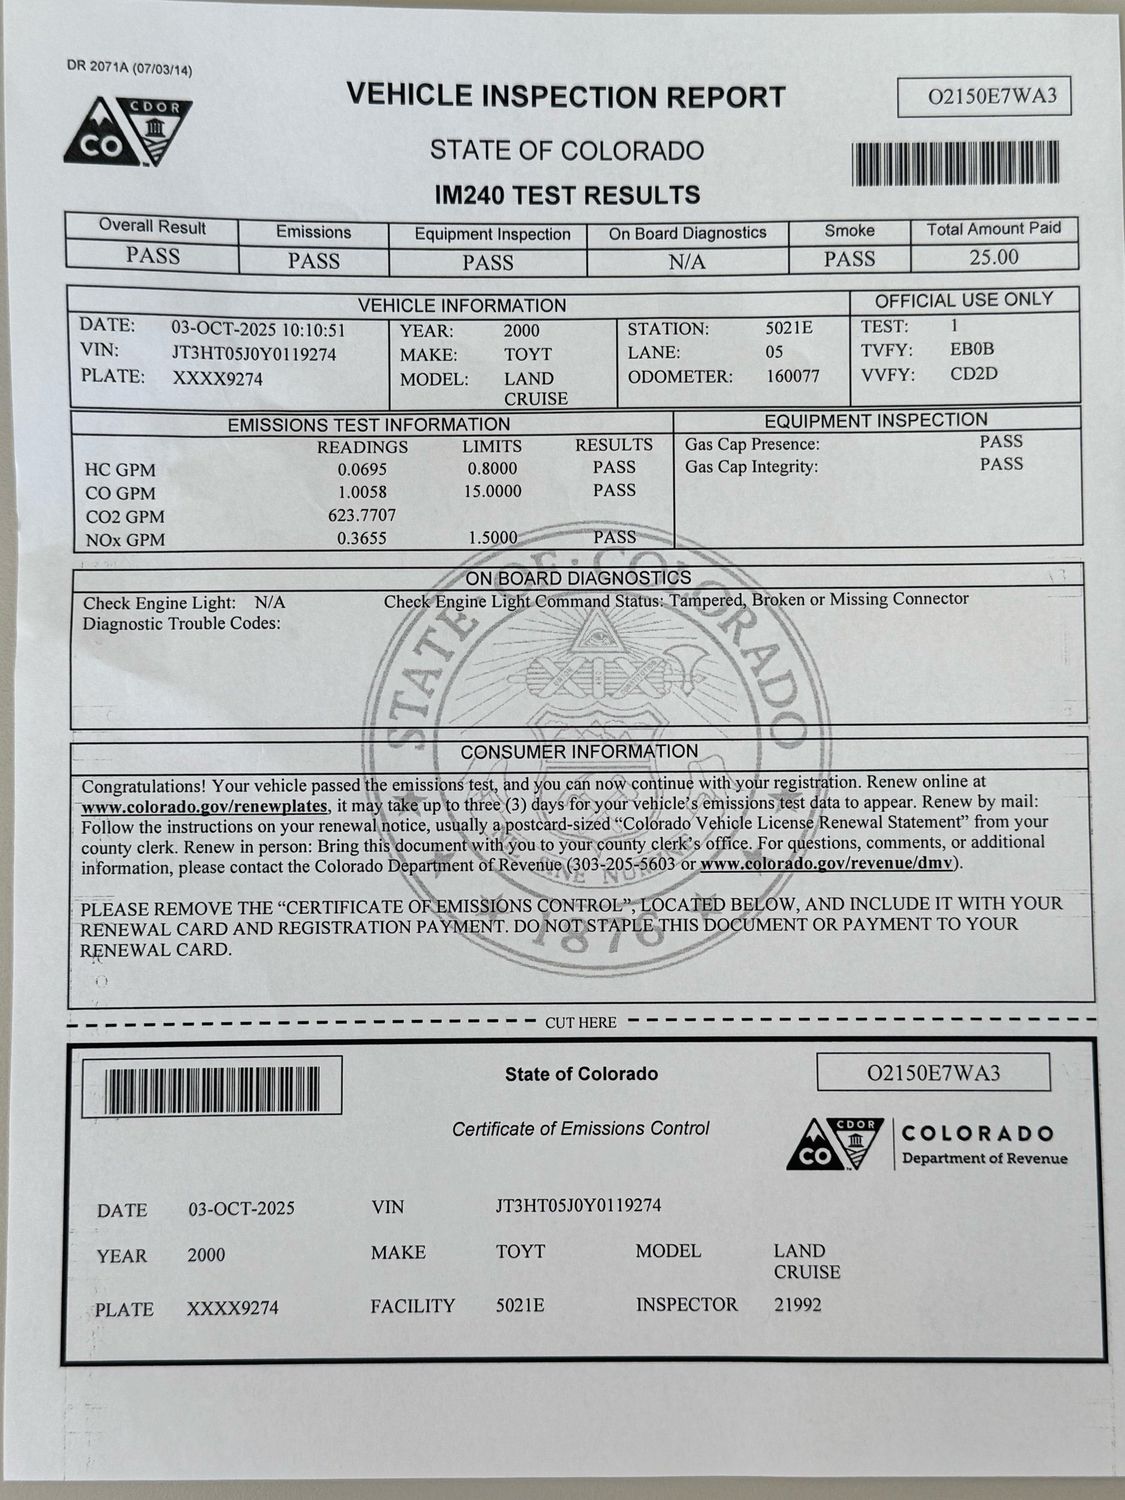 DR 2071A (07/03/14)
VEHICLE INSPECTION REPORT
O2150E7WA3
CDOR
CO
STATE OF COLORADO
IM240 TEST RESULTS
Overall Result Emissions Equipment Inspection On Board Diagnostics Smoke Total Amount Paid
PASS PASS PASS N/A PASS 25.00
VEHICLE INFORMATION OFFICIAL USE ONLY
DATE: 03-OCT-2025 10:10:51 YEAR: 2000 STATION: 5021E TEST: 1
VIN: JT3HT05J0Y0119274 MAKE: TOYT LANE: 05 TVFY: EB0B
PLATE: XXXX9274 MODEL: LAND ODOMETER: 160077 VVFY: CD2D
CRUISE
EMISSIONS TEST INFORMATION EQUIPMENT INSPECTION
READINGS LIMITS RESULTS Gas Cap Presence: PASS
HC GPM 0.0695 0.8000 PASS Gas Cap Integrity: PASS
CO GPM 1.0058 15.0000 PASS
CO2 GPM 623.7707
NOx GPM 0.3655 1.5000 PASS
ON BOARD DIAGNOSTICS
Check Engine Light: N/A Check Engine Light Command Status: Tampered, Broken or Missing Connector
Diagnostic Trouble Codes:
STATE OF COLORADO
CONSUMER INFORMATION
Congratulations! Your vehicle passed the emissions test, and you can now continue with your registration. Renew online at
www.colorado.gov/renewplates, it may take up to three (3) days for your vehicle's emissions test data to appear. Renew by mail:
Follow the instructions on your renewal notice, usually a postcard-sized “Colorado Vehicle License Renewal Statement” from your
county clerk. Renew in person: Bring this document with you to your county clerk's office. For questions, comments, or additional
information, please contact the Colorado Department of Revenue (303-205-5603 or www.colorado.gov/revenue/dmv).
SINE NUMINE
PLEASE REMOVE THE “CERTIFICATE OF EMISSIONS CONTROL”, LOCATED BELOW, AND INCLUDE IT WITH YOUR
RENEWAL CARD AND REGISTRATION PAYMENT. DO NOT STAPLE THIS DOCUMENT OR PAYMENT TO YOUR
RENEWAL CARD.
1876
CUT HERE
State of Colorado
O2150E7WA3
Certificate of Emissions Control
CDOR
CO
COLORADO
Department of Revenue
DATE 03-OCT-2025 VIN JT3HT05J0Y0119274
YEAR 2000 MAKE TOYT MODEL LAND
CRUISE
PLATE XXXX9274 FACILITY 5021E INSPECTOR 21992